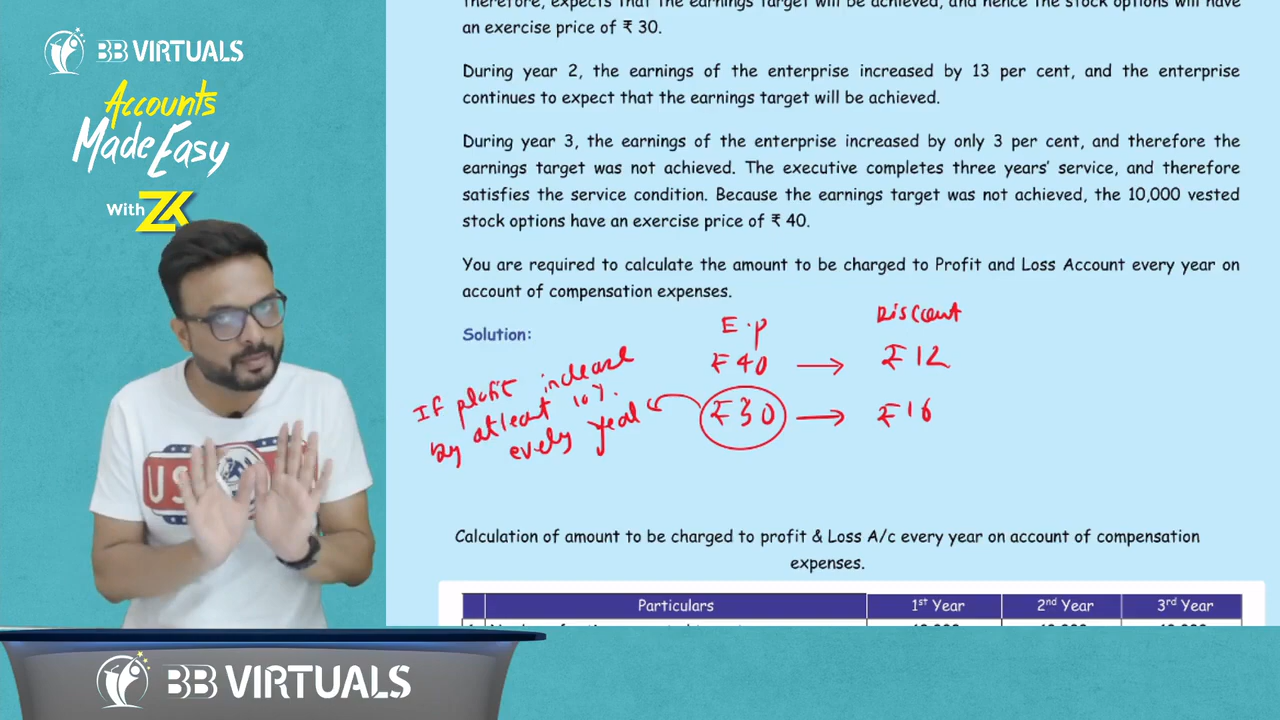 BB VIRTUALS
Accounts
Made Easy
With ZK
therefore, expects that the earnings target will be achieved, and hence the stock options will have
an exercise price of ₹ 30.
During year 2, the earnings of the enterprise increased by 13 per cent, and the enterprise
continues to expect that the earnings target will be achieved.
During year 3, the earnings of the enterprise increased by only 3 per cent, and therefore the
earnings target was not achieved. The executive completes three years' service, and therefore
satisfies the service condition. Because the earnings target was not achieved, the 10,000 vested
stock options have an exercise price of ₹ 40.
You are required to calculate the amount to be charged to Profit and Loss Account every year on
account of compensation expenses.
Solution:
E.p Discount
₹40 → ₹12
₹30 → ₹16
If profit increase
by atleast 10%.
every year
US
Calculation of amount to be charged to profit & Loss A/c every year on account of compensation
expenses.
Particulars 1st Year 2nd Year 3rd Year
BB VIRTUALS